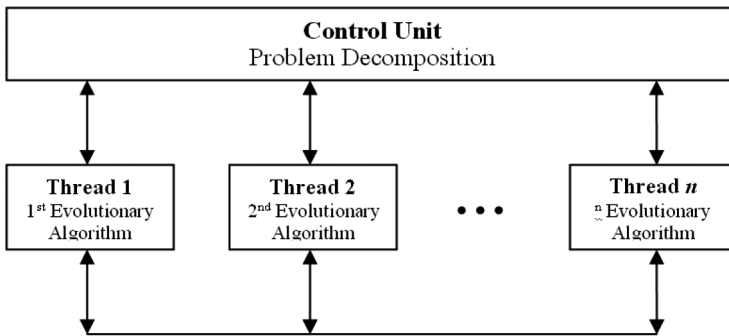 Control Unit
Problem Decomposition
Thread 1
1st Evolutionary
Algorithm
Thread 2
2nd Evolutionary
Algorithm
• • •
Thread n
n Evolutionary
Algorithm